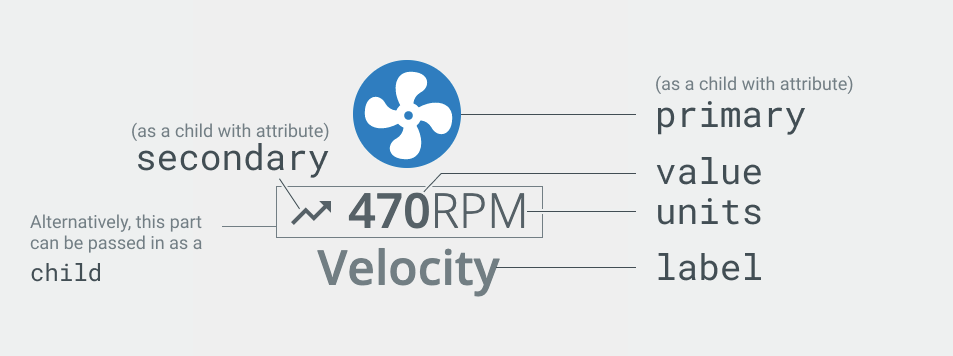 (as a child with attribute)
primary
(as a child with attribute)
secondary
value
470RPM
units
Alternatively, this part
can be passed in as a
child
Velocity
label